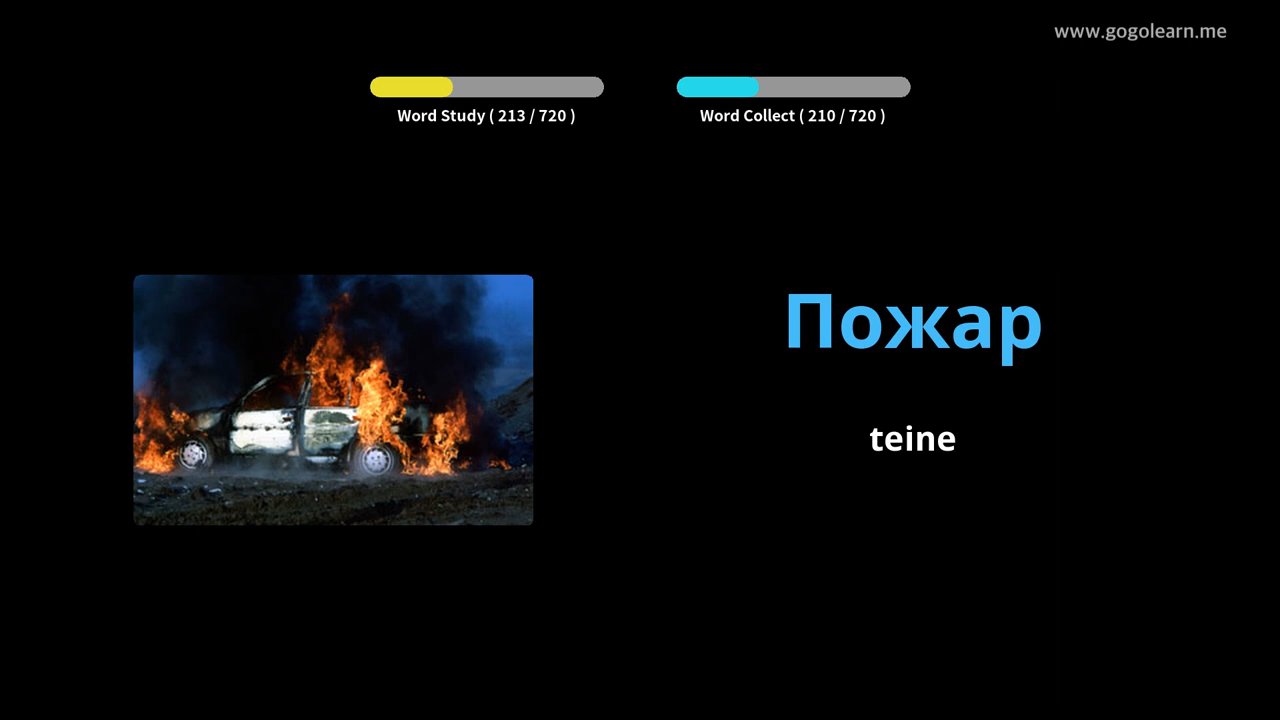 www.gogolearn.me
Word Study ( 213 / 720 )
Word Collect ( 210 / 720 )
Пожар
teine